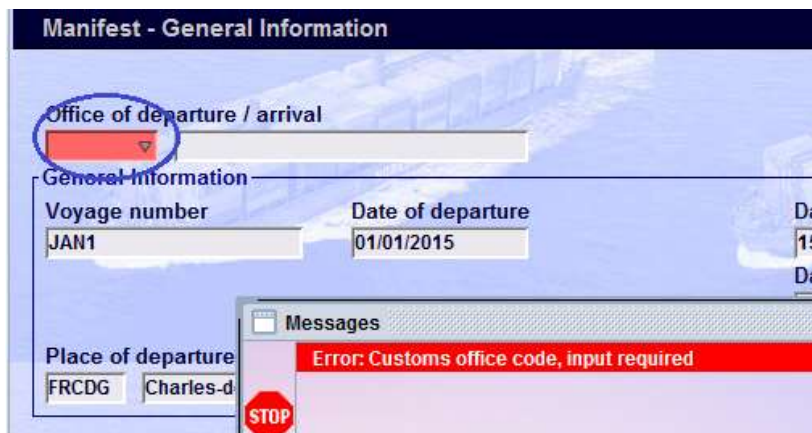 Manifest - General Information
Office of departure / arrival
General Information
Voyage number Date of departure
JAN1 01/01/2015
Messages
Error: Customs office code, input required
Place of departure
FRCDG Charles-d
STOP